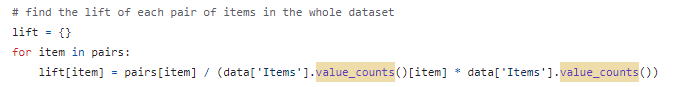 # find the lift of each pair of items in the whole dataset
lift = {}
for item in pairs:
    lift[item] = pairs[item] / (data['Items'].value_counts()[item] * data['Items'].value_counts())